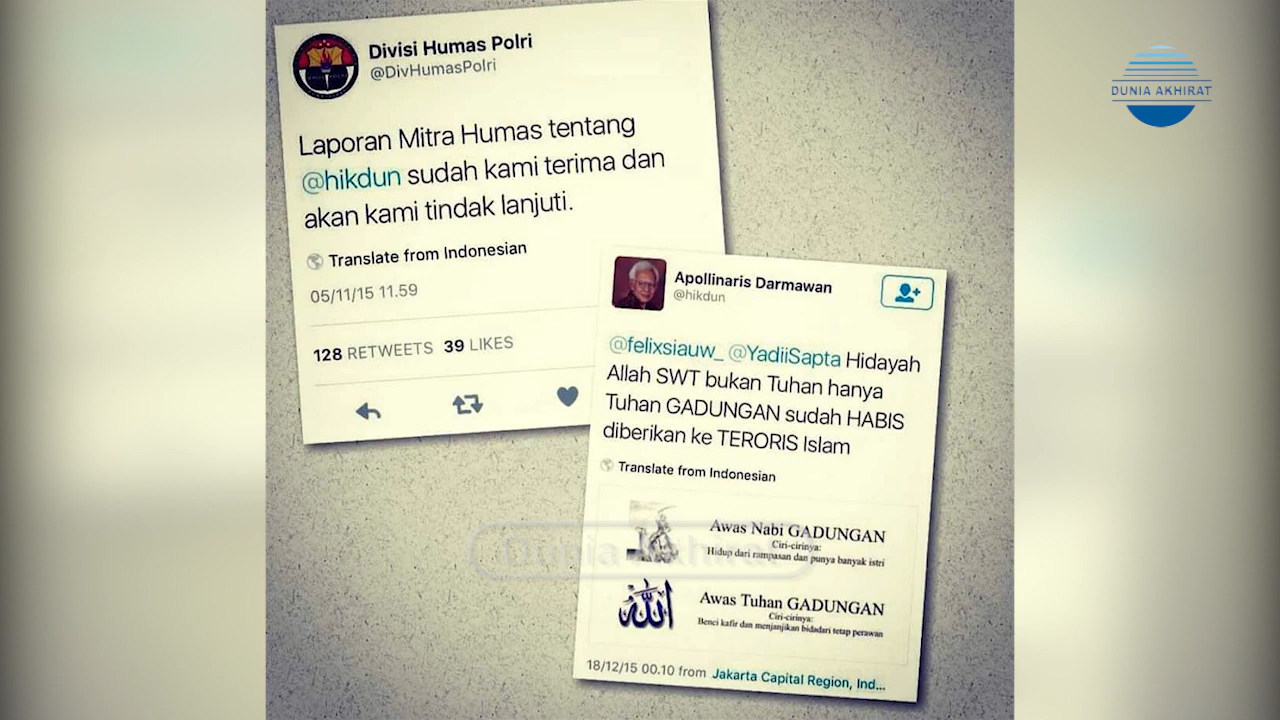 DUNIA AKHIRAT
Divisi Humas Polri
@DivHumasPolri
Laporan Mitra Humas tentang
@hikdun sudah kami terima dan
akan kami tindak lanjuti.
Translate from Indonesian
05/11/15 11.59
128 RETWEETS 39 LIKES
Apollinaris Darmawan
@hikdun
@felixsiauw_ @YadiiSapta Hidayah
Allah SWT bukan Tuhan hanya
Tuhan GADUNGAN sudah HABIS
diberikan ke TERORIS Islam
Translate from Indonesian
Awas Nabi GADUNGAN
Ciri-cirinya:
Hidup dari rampasan dan punya banyak istri
الله
Awas Tuhan GADUNGAN
Ciri-cirinya:
Benci kafir dan menjanjikan bidadari tetap perawan
18/12/15 00.10 from Jakarta Capital Region, Ind...
Dunia Akhirat